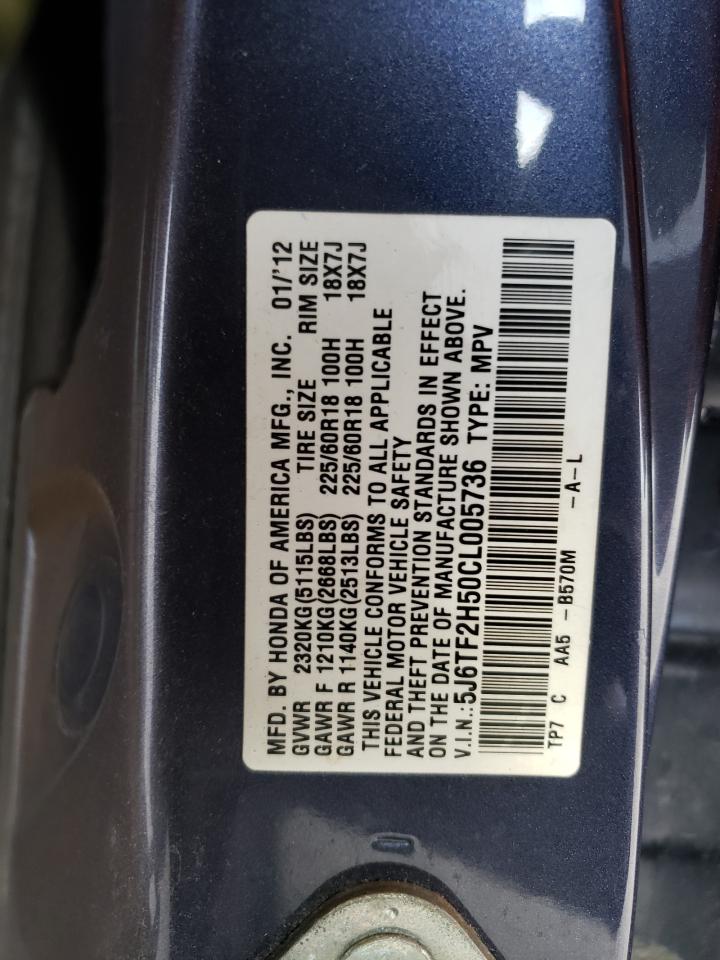 MFD. BY HONDA OF AMERICA MFG., INC. 01/'12
GVWR 2320KG(5115LBS) TIRE SIZE RIM SIZE
GAWR F 1210KG(2668LBS) 225/60R18 100H 18X7J
GAWR R 1140KG(2513LBS) 225/60R18 100H 18X7J
THIS VEHICLE CONFORMS TO ALL APPLICABLE
FEDERAL MOTOR VEHICLE SAFETY
AND THEFT PREVENTION STANDARDS IN EFFECT
ON THE DATE OF MANUFACTURE SHOWN ABOVE.
V.I.N.:5J6TF2H50CL005736 TYPE: MPV
TP7 C AA5 -B570M -A-L